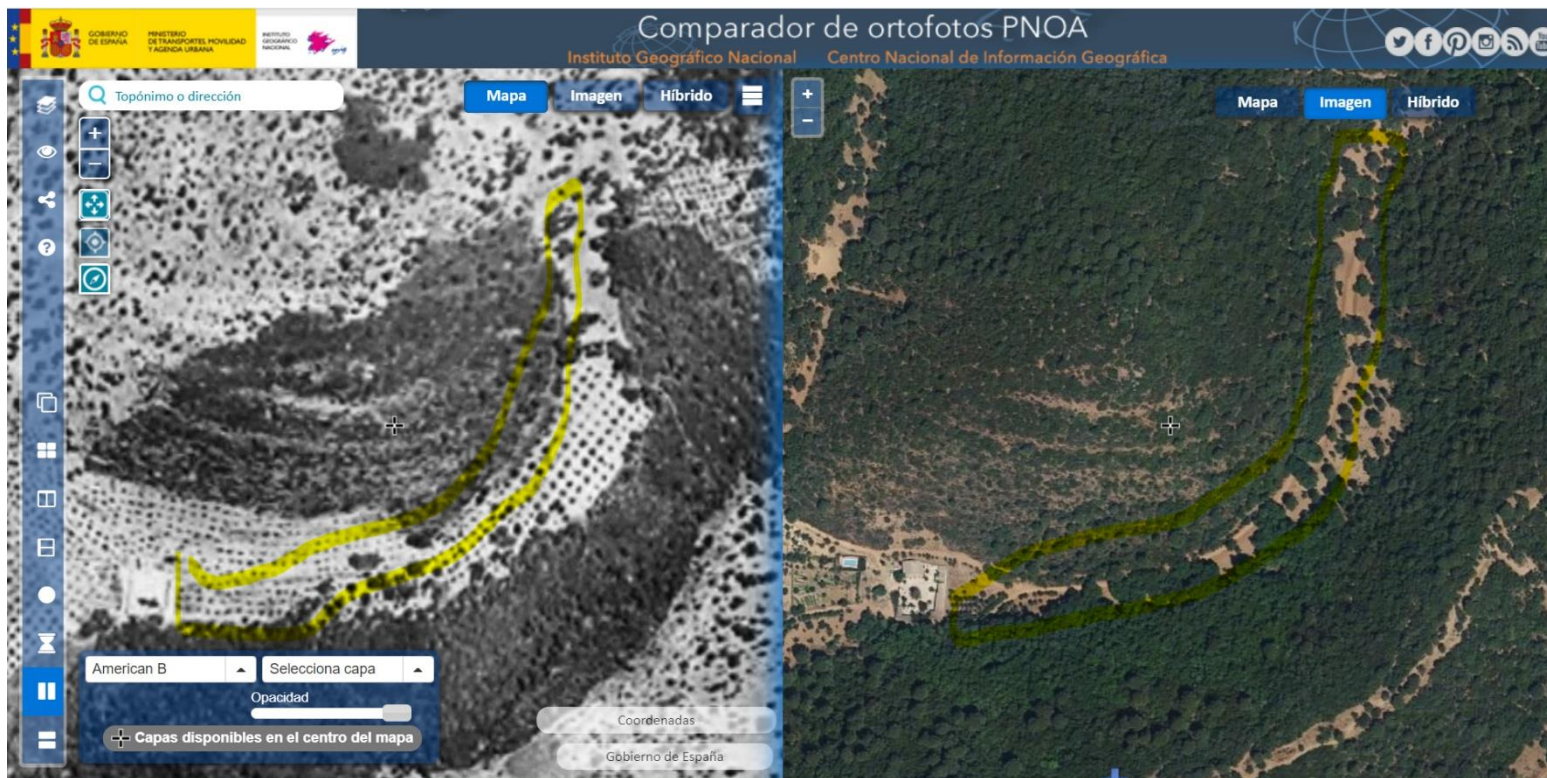 GOBIERNO
DE ESPAÑA
MINISTERIO
DE TRANSPORTES, MOVILIDAD
Y AGENDA URBANA
INSTITUTO
GEOGRÁFICO
NACIONAL
Comparador de ortofotos PNOA
Instituto Geográfico Nacional Centro Nacional de Información Geográfica
Topónimo o dirección
Mapa Imagen Híbrido
Mapa Imagen Híbrido
American B Selecciona capa
Opacidad
Capas disponibles en el centro del mapa
Coordenadas
Gobierno de España